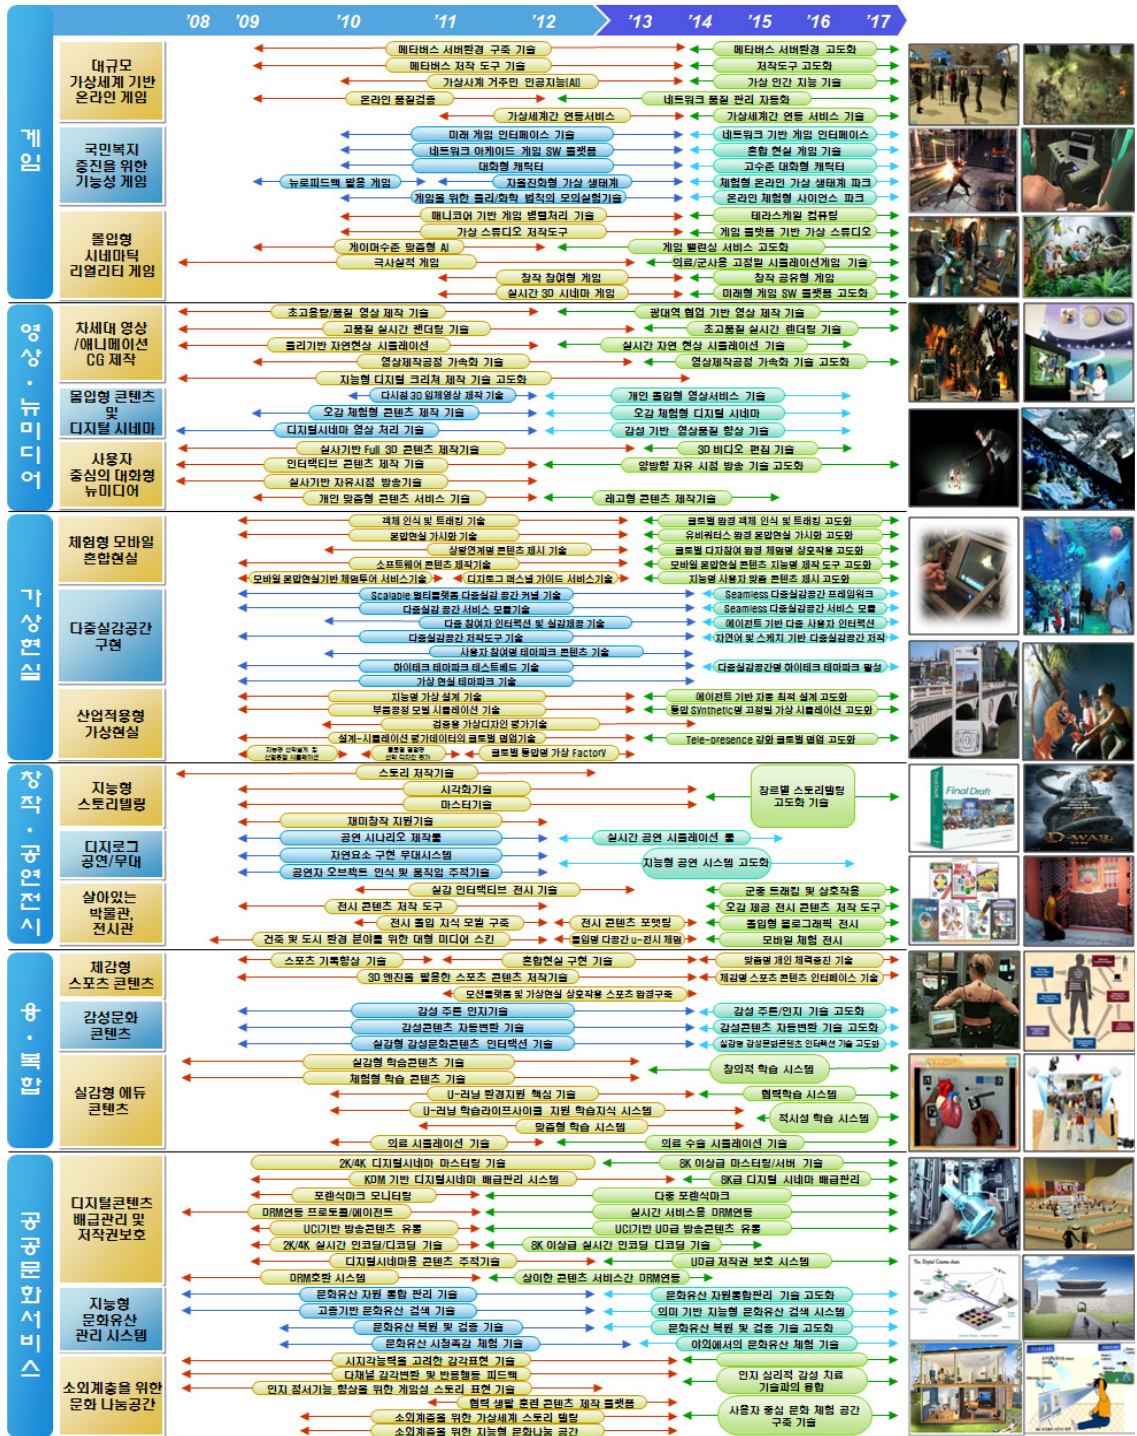 '08 '09 '10 '11 '12 '13 '14 '15 '16 '17
게임
대규모
가상세계 기반
온라인 게임
메타버스 서버환경 구축 기술
메타버스 서버환경 고도화
메타버스 저작 도구 기술
저작도구 고도화
가상사계 거주민 인공지능(AI)
가상 인간 지능 기술
온라인 품질검증
네트워크 품질 관리 자동화
가상세계간 연동서비스
가상세계간 연동 서비스 기술
국민복지
증진을 위한
기능성 게임
미래 게임 인터페이스 기술
네트워크 기반 게임 인터페이스
네트워크 아케이드 게임 SW 플랫폼
혼합 현실 게임 기술
대화형 캐릭터
고수준 대화형 캐릭터
뉴로피드백 활용 게임
자율진화형 가상 생태계
체험형 온라인 가상 생태계 파크
게임을 위한 물리/화학 법칙의 모의실험기술
온라인 체험형 사이언스 파크
몰입형
시네마틱
리얼리티 게임
매니코어 기반 게임 병렬처리 기술
테라스케일 컴퓨팅
가상 스튜디오 저작도구
게임 플랫폼 기반 가상 스튜디오
게이머수준 맞춤형 AI
게임 밸런싱 서비스 고도화
극사실적 게임
의료/군사용 고정밀 시뮬레이션게임 기술
창작 참여형 게임
창작 공유형 게임
실시간 3D 시네마 게임
미래형게임 SW 플랫폼 고도화
영상·뉴미디어
차세대 영상
/애니메이션
CG 제작
초고용량/품질 영상 제작 기술
광대역 협업 기반 영상 제작 기술
고품질 실시간 랜더링 기술
초고품질 실시간 렌더링 기술
물리기반 자연현상 시뮬레이션
실시간 자연 현상 시뮬레이션 기술
영상제작공정 가속화 기술
영상제작공정 가속화 기술 고도화
지능형 디지털 크리쳐 제작 기술 고도화
몰입형 콘텐츠
및
디지털 시네마
다시점 3D 입체영상 제작 기술
개인 몰입형 영상서비스 기술
오감 체험형 콘텐츠 제작 기술
오감 체험형 디지털 시네마
디지털시네마 영상 처리 기술
감성 기반 영상품질 향상 기술
사용자
중심의 대화형
뉴미디어
실사기반 Full 3D 콘텐츠 제작기술
3D 비디오 편집 기술
인터랙티브 콘텐츠 제작 기술
양방향 자유 시점 방송 기술 고도화
실사기반 자유시점 방송기술
개인 맞춤형 콘텐츠 서비스 기술
레고형 콘텐츠 제작기술
가상현실
체험형 모바일
혼합현실
객체 인식 및 트래킹 기술
글로벌 환경 객체 인식 및 트래킹 고도화
혼합현실 가시화 기술
유비쿼터스 환경 혼합현실 가시화 고도화
상황연계형 콘텐츠 제시 기술
글로벌 다자참여 환경 체험형 상호작용 고도화
소프트웨어 콘텐츠 제작기술
모바일 혼합현실 콘텐츠 지능형 제작 도구 고도화
모바일 혼합현실기반 체험투어 서비스기술
디지로그 퍼스널 가이드 서비스기술
지능형 사용자 맞춤 콘텐츠 제시 고도화
다중실감공간
구현
Scalable 멀티플랫폼 다중실감 공간 커널 기술
Seamless 다중실감공간 프레임워크
다중실감 공간 서비스 모듈기술
Seamless 다중실감공간 서비스 모듈
다중 참여자 인터랙션 및 실감제공 기술
에이전트 기반 다중 사용자 인터랙션
다중실감공간 저작도구 기술
자연어 및 스케치 기반 다중실감공간 저작
사용자 참여형 테마파크 콘텐츠 기술
하이테크 테마파크 테스트베드 기술
다중실감공간형 하이테크 테마파크 활성
가상 현실 테마파크 기술
산업적용형
가상현실
지능형 가상 설계 기술
에이전트 기반 자동 최적 설계 고도화
부품공정 모델 시뮬레이션 기술
통합 Synthetic형 고정밀 가상 시뮬레이션 고도화
검증용 가상디자인 평가기술
설계-시뮬레이션 평가데이터의 글로벌 협업기술
Tele-presence 강화 글로벌 협업 고도화
글로벌 통합형 가상 Factory
창작·공연전시
지능형
스토리텔링
스토리 저작기술
시각화기술
마스터기술
장르별 스토리텔링
고도화 기술
재미창작 지원기술
디지로그
공연/무대
공연 시나리오 제작툴
실시간 공연 시뮬레이션 툴
자연요소 구현 무대시스템
지능형 공연 시스템 고도화
공연자 오브젝트 인식 및 움직임 추적기술
살아있는
박물관,
전시관
실감 인터랙티브 전시 기술
군중 트래킹 및 상호작용
전시 콘텐츠 저작 도구
오감 제공 전시 콘텐츠 저작 도구
전시 몰입 지식 모델 구축
전시 콘텐츠 포맷팅
몰입형 홀로그래픽 전시
건축 및 도시 환경 분야를 위한 대형 미디어 스킨
몰입형 다공간 u-전시 체험
모바일 체험 전시
Final Draft
D-WAR
융·복합
체감형
스포츠 콘텐츠
스포츠 기록향상 기술
혼합현실 구현 기술
맞춤형 개인 체력증진 기술
3D 엔진을 활용한 스포츠 콘텐츠 저작기술
체감형 스포츠 콘텐츠 인터페이스 기술
모션플랫폼 및 가상현실 상호작용 스포츠 환경구축
감성문화
콘텐츠
감성 주튼 인지기술
감성 주튼/인지 기술 고도화
감성콘텐츠 자동변환 기술
감성콘텐츠 자동변환 기술 고도화
실감형 감성문화콘텐츠 인터랙션 기술
실감형 감성문화콘텐츠 인터랙션 기술 고도화
실감형 에듀
콘텐츠
실감형 학습콘텐츠 기술
체험형 학습 콘텐츠 기술
창의적 학습 시스템
U-러닝 환경지원 핵심 기술
협력학습 시스템
U-러닝 학습라이프사이클 지원 학습지식 시스템
맞춤형 학습 시스템
적시성 학습 시스템
의료 시뮬레이션 기술
의료 수술 시뮬레이션 기술
공공문화서비스
디지털콘텐츠
배급관리 및
저작권보호
2K/4K 디지털시네마 마스터링 기술
8K 이상급 마스터링/서버 기술
KDM 기반 디지털시네마 배급관리 시스템
8K급 디지털 시네마 배급관리
포렌식마크 모니터링
다중 포렌식마크
DRM연동 프로토콜/에이전트
실시간 서비스용 DRM연동
UCI기반 방송콘텐츠 유통
UCI기반 UD급 방송콘텐츠 유통
2K/4K 실시간 인코딩/디코딩 기술
8K 이상급 실시간 인코딩 디코딩 기술
디지털시네마용 콘텐츠 추적기술
UD급 저작권 보호 시스템
DRM호환 시스템
상이한 콘텐츠 서비스간 DRM연동
The Digital Cinema chain
지능형
문화유산
관리 시스템
문화유산 자원 통합 관리 기술
문화유산 자원통합관리 기술 고도화
고증기반 문화유산 검색 기술
의미 기반 지능형 문화유산 검색 시스템
문화유산 복원 및 검증 기술
문화유산 복원 및 검증 기술 고도화
문화유산 시청촉감 체험 기술
야외에서의 문화유산 체험 기술
소외계층을 위한
문화 나눔공간
시지각능력을 고려한 감각표현 기술
다채널 감각변환 및 반응행동 피드백
인지 심리적 감성 치료
기술과의 융합
인지 정서기능 향상을 위한 게임성 스토리 표현 기술
협력 생활 훈련 콘텐츠 제작 플랫폼
소외계층을 위한 가상세계 스토리 텔링
사용자 중심 문화 체험 공간
구축 기술
소외계층을 위한 지능형 문화나눔 공간